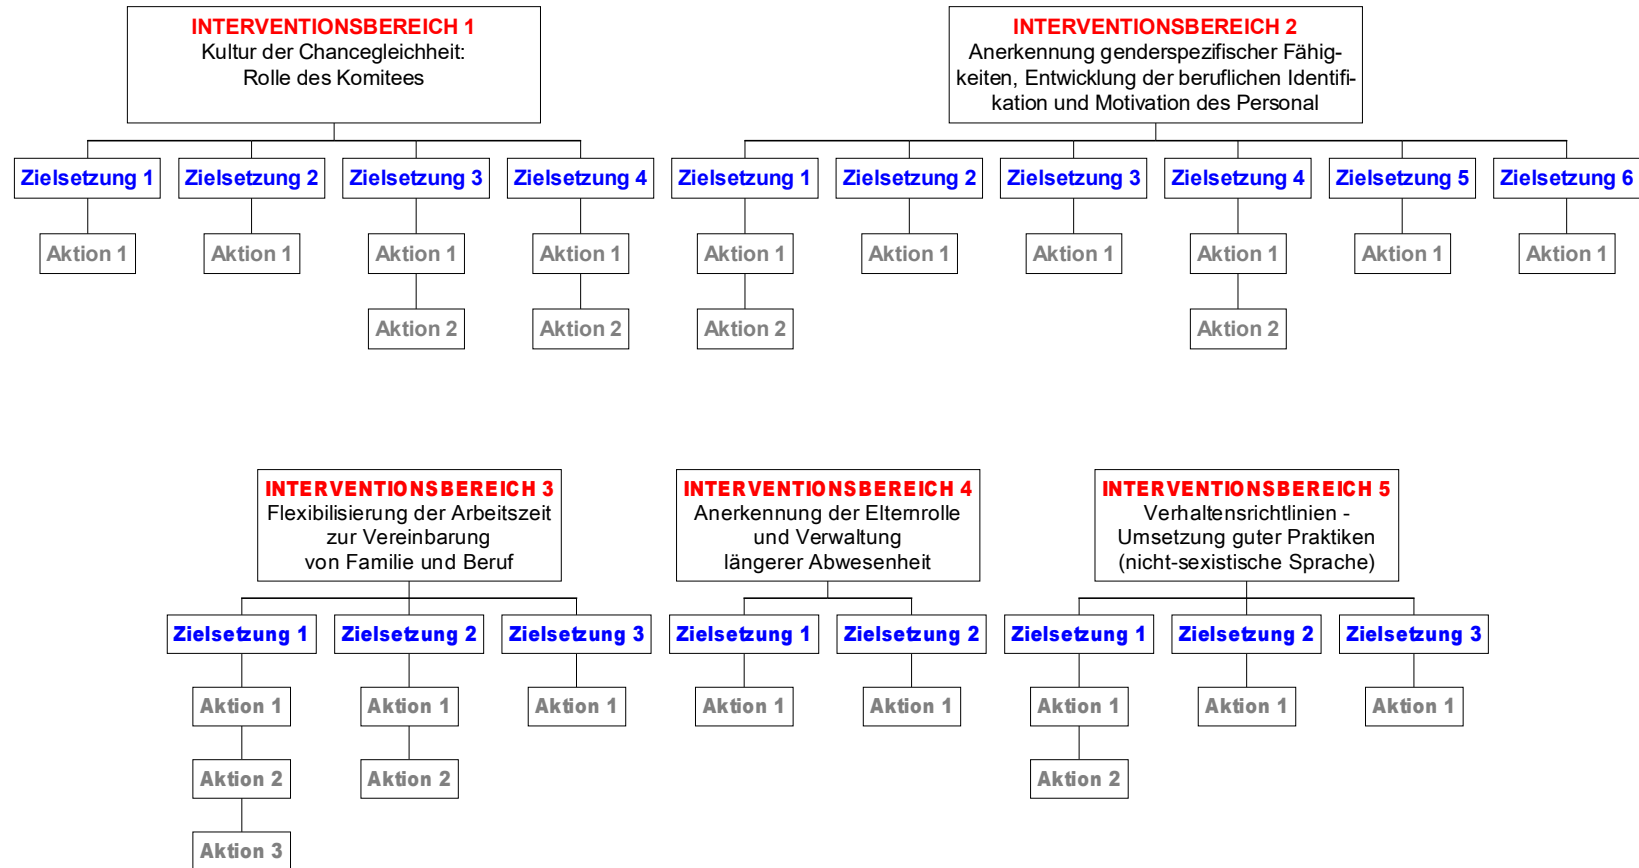 INTERVENTIONSBEREICH 1
Kultur der Chancegleichheit:
Rolle des Komitees
INTERVENTIONSBEREICH 2
Anerkennung genderspezifischer Fähig-
keiten, Entwicklung der beruflichen Identifi-
kation und Motivation des Personal
Zielsetzung 1
Zielsetzung 2
Zielsetzung 3
Zielsetzung 4
Zielsetzung 1
Zielsetzung 2
Zielsetzung 3
Zielsetzung 4
Zielsetzung 5
Zielsetzung 6
Aktion 1
Aktion 1
Aktion 1
Aktion 1
Aktion 1
Aktion 1
Aktion 1
Aktion 1
Aktion 1
Aktion 1
Aktion 2
Aktion 2
Aktion 2
Aktion 2
INTERVENTIONSBEREICH 3
Flexibilisierung der Arbeitszeit
zur Vereinbarung
von Familie und Beruf
INTERVENTIONSBEREICH 4
Anerkennung der Elternrolle
und Verwaltung
längerer Abwesenheit
INTERVENTIONSBEREICH 5
Verhaltensrichtlinien -
Umsetzung guter Praktiken
(nicht-sexistische Sprache)
Zielsetzung 1
Zielsetzung 2
Zielsetzung 3
Zielsetzung 1
Zielsetzung 2
Zielsetzung 1
Zielsetzung 2
Zielsetzung 3
Aktion 1
Aktion 1
Aktion 1
Aktion 1
Aktion 1
Aktion 1
Aktion 1
Aktion 1
Aktion 2
Aktion 2
Aktion 2
Aktion 3